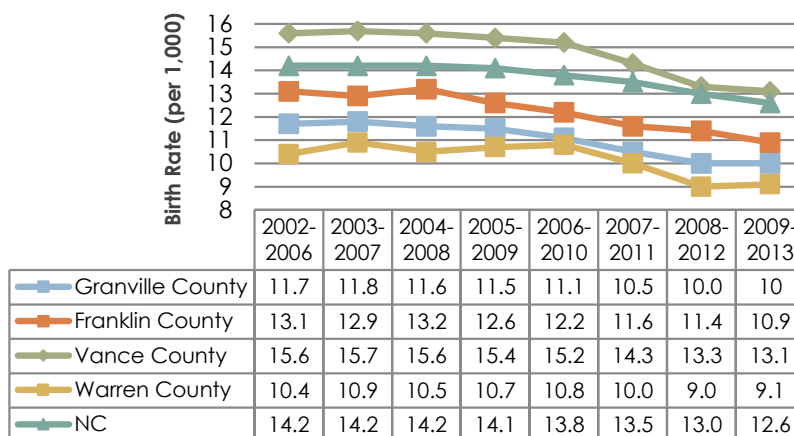 Birth Rate (per 1,000)
16
15
14
13
12
11
10
9
8
2002-2006 2003-2007 2004-2008 2005-2009 2006-2010 2007-2011 2008-2012 2009-2013
Granville County 11.7 11.8 11.6 11.5 11.1 10.5 10.0 10
Franklin County 13.1 12.9 13.2 12.6 12.2 11.6 11.4 10.9
Vance County 15.6 15.7 15.6 15.4 15.2 14.3 13.3 13.1
Warren County 10.4 10.9 10.5 10.7 10.8 10.0 9.0 9.1
NC 14.2 14.2 14.2 14.1 13.8 13.5 13.0 12.6